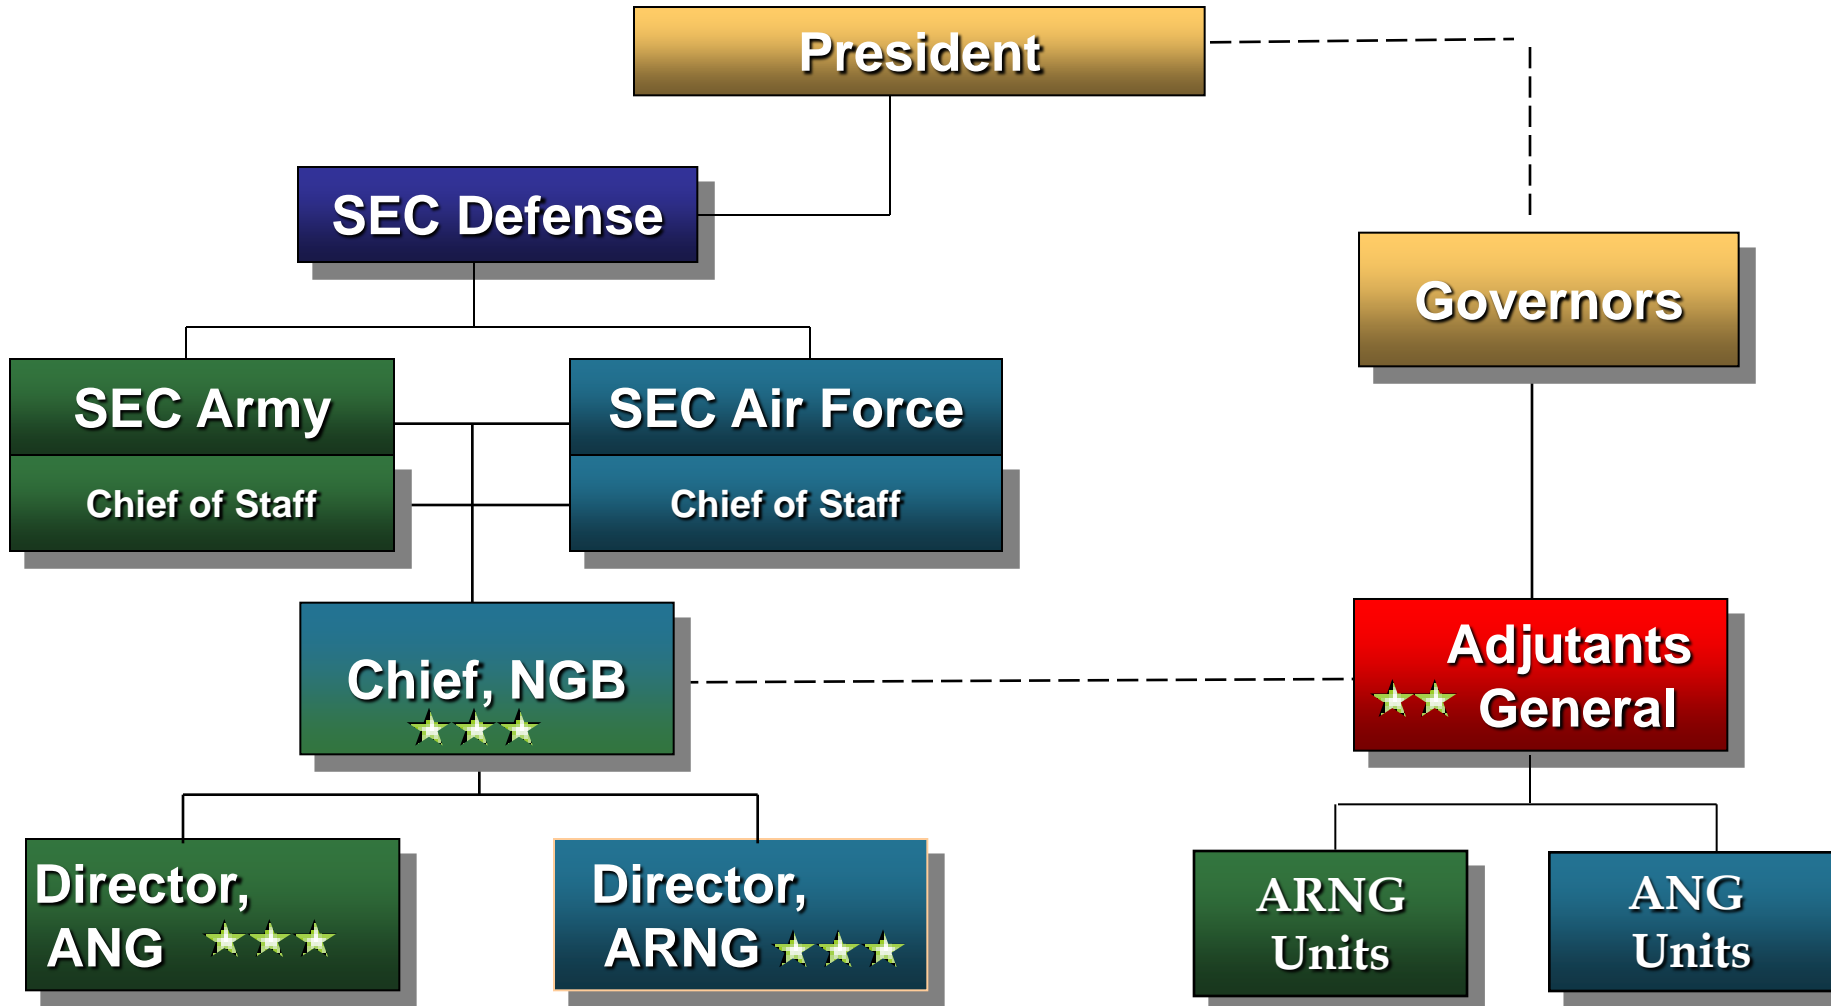 President
SEC Defense
Governors
SEC Army
SEC Air Force
Chief of Staff
Chief of Staff
Chief, NGB
Adjutants
General
Director,
ANG
Director,
ARNG
ARNG
Units
ANG
Units